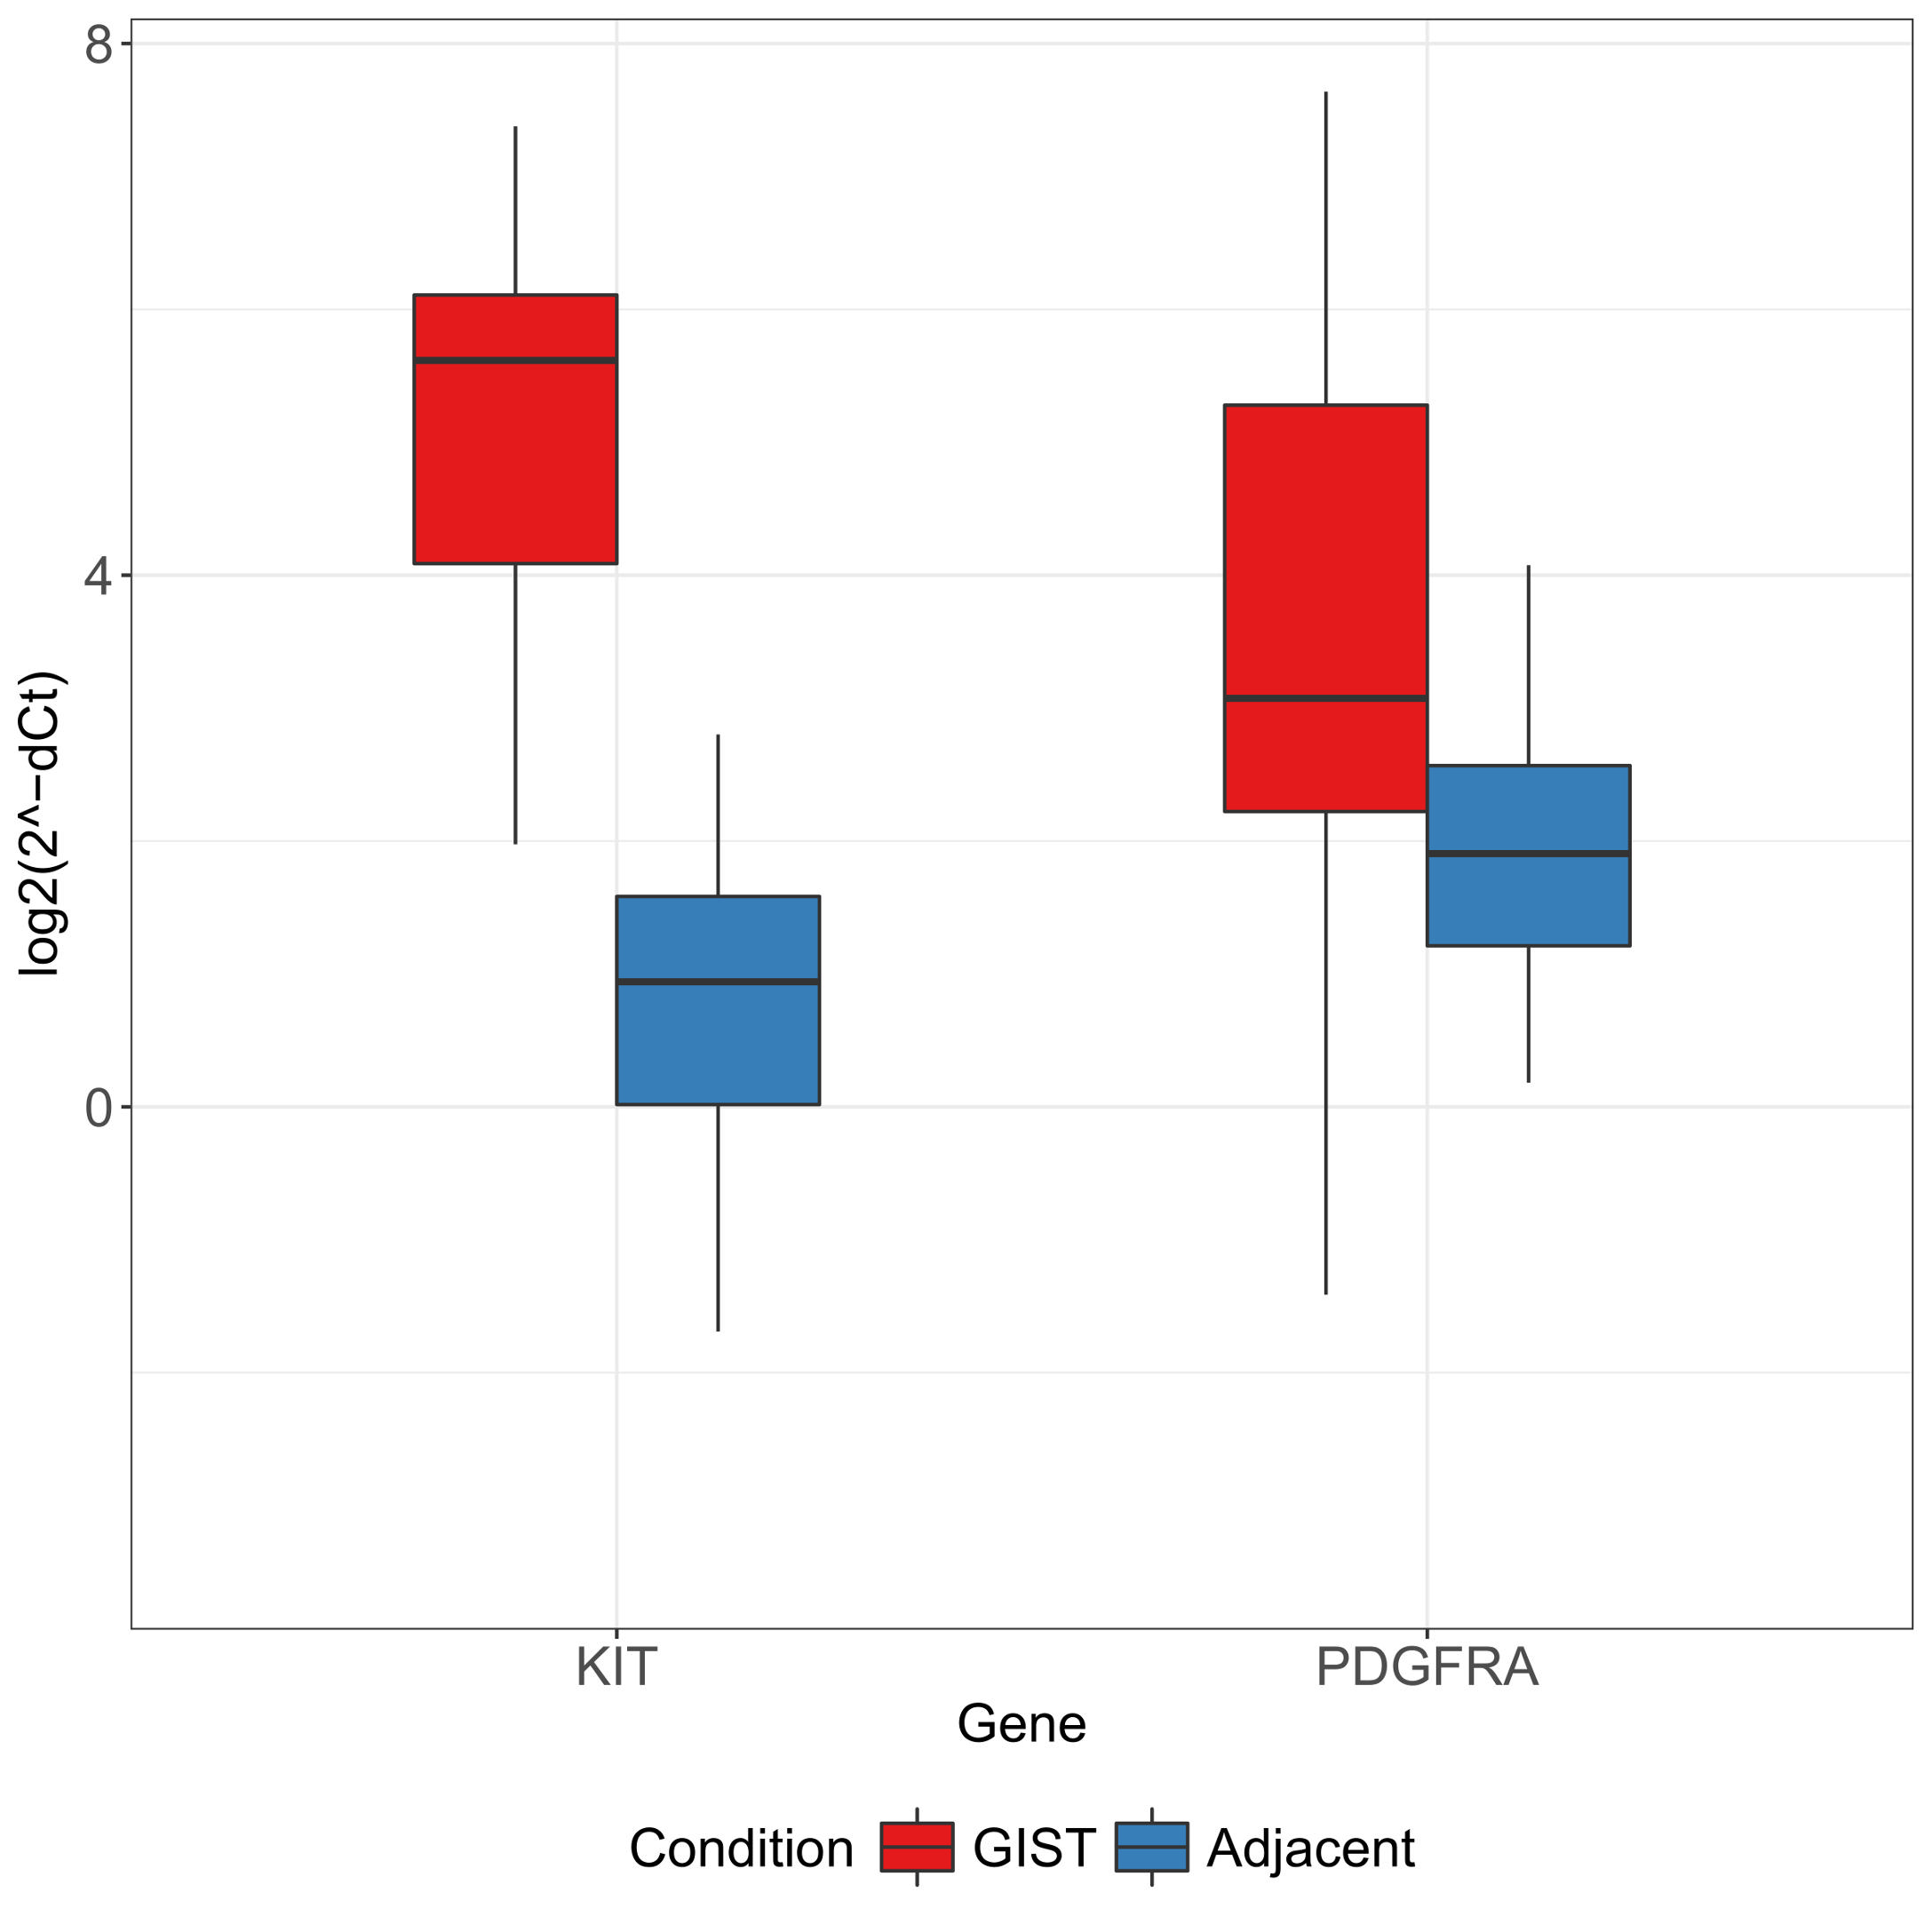 8
4
0
log2(2^−dCt)
KIT PDGFRA
Gene
Condition GIST Adjacent